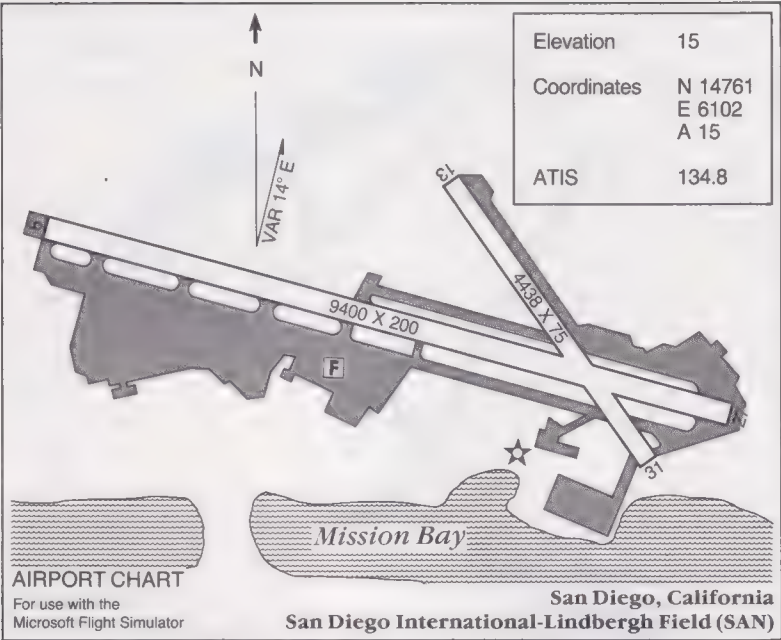 Elevation 15
Coordinates N 14761
E 6102
A 15
ATIS 134.8
N
VAR 14° E
13
4438 X 75
9400 X 200
F
27
31
Mission Bay
AIRPORT CHART
For use with the
Microsoft Flight Simulator
San Diego, California
San Diego International-Lindbergh Field (SAN)